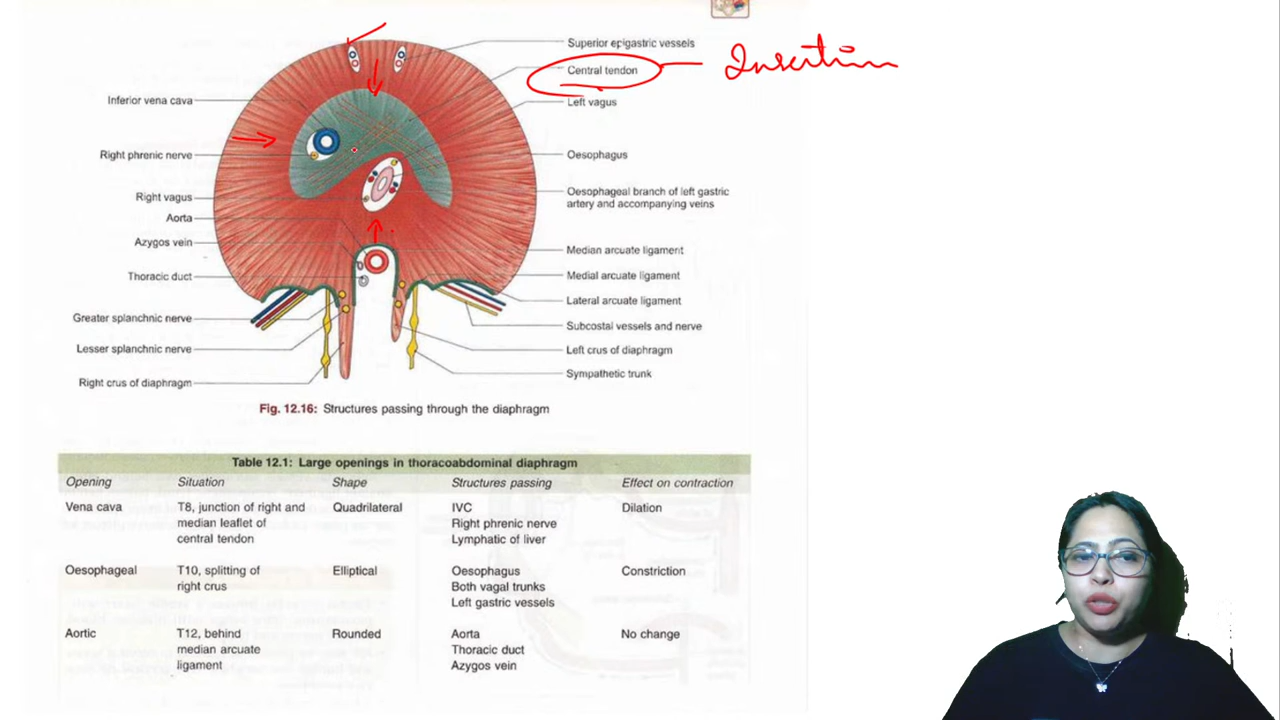 Superior epigastric vessels
Central tendon
Insertion
Inferior vena cava
Left vagus
Right phrenic nerve
Oesophagus
Right vagus
Oesophageal branch of left gastric
artery and accompanying veins
Aorta
Azygos vein
Median arcuate ligament
Thoracic duct
Medial arcuate ligament
Lateral arcuate ligament
Greater splanchnic nerve
Subcostal vessels and nerve
Lesser splanchnic nerve
Left crus of diaphragm
Right crus of diaphragm
Sympathetic trunk
Fig. 12.16: Structures passing through the diaphragm
Table 12.1: Large openings in thoracoabdominal diaphragm
Opening Situation Shape Structures passing Effect on contraction
Vena cava T8, junction of right and Quadrilateral IVC Dilation
median leaflet of Right phrenic nerve
central tendon Lymphatic of liver
Oesophageal T10, splitting of Elliptical Oesophagus Constriction
right crus Both vagal trunks
Left gastric vessels
Aortic T12, behind Rounded Aorta No change
median arcuate Thoracic duct
ligament Azygos vein